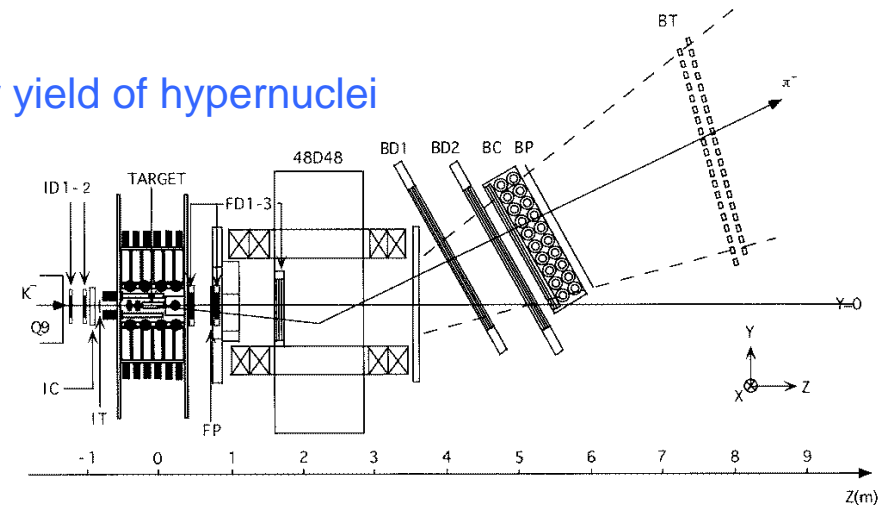 yield of hypernuclei
BT
π⁻
48D48
BD1 BD2 BC BP
ID1-2
TARGET
FD1-3
K⁻
Q9
Y=0
IC
IT
FP
Y
X
Z
-1 0 1 2 3 4 5 6 7 8 9
Z(m)